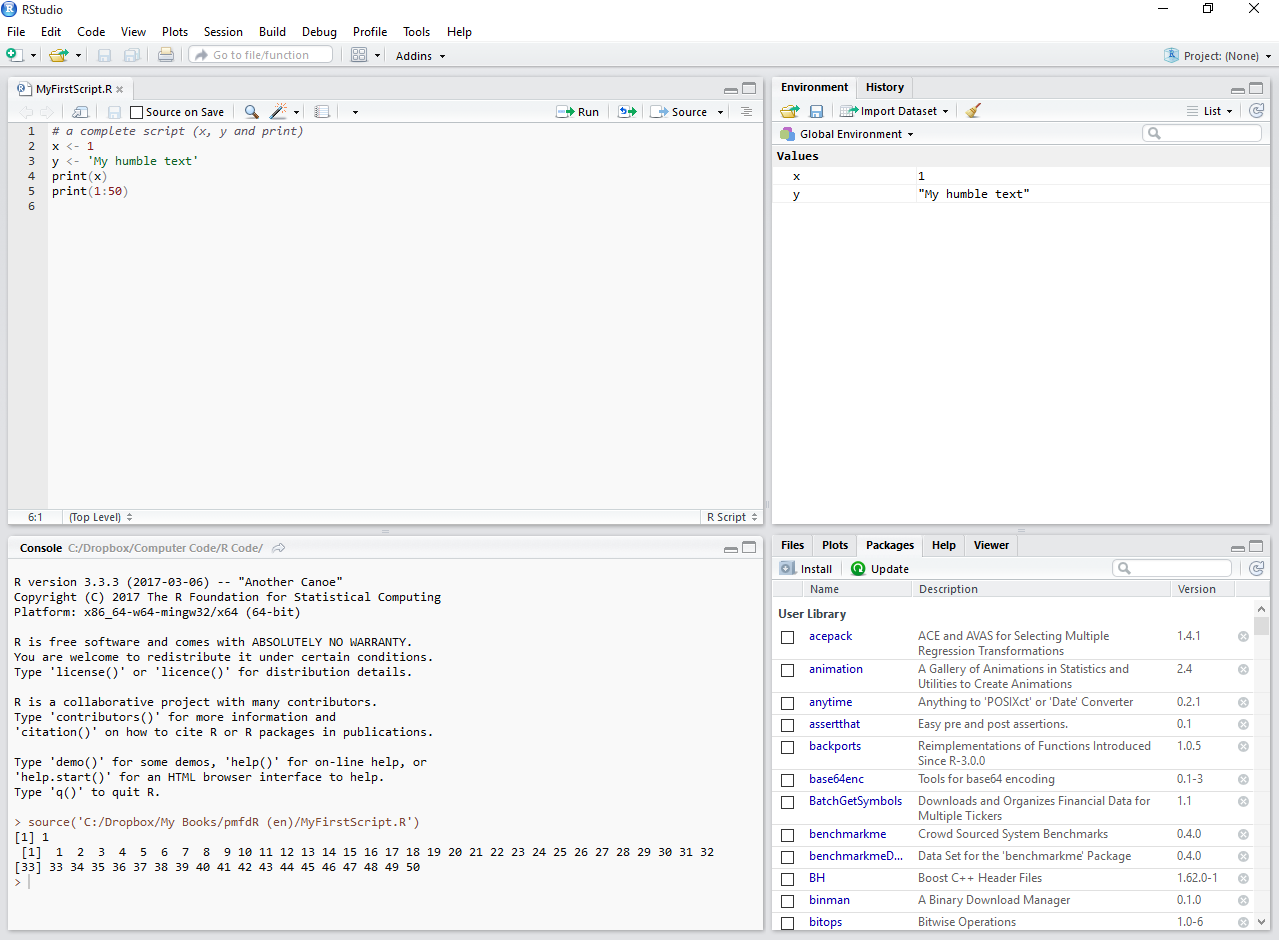 RStudio
File Edit Code View Plots Session Build Debug Profile Tools Help
Go to file/function Addins Project: (None)
MyFirstScript.R
Source on Save Run Source
1 # a complete script (x, y and print)
2 x <- 1
3 y <- 'My humble text'
4 print(x)
5 print(1:50)
6
6:1 (Top Level) R Script
Console C:/Dropbox/Computer Code/R Code/
R version 3.3.3 (2017-03-06) -- "Another Canoe"
Copyright (C) 2017 The R Foundation for Statistical Computing
Platform: x86_64-w64-mingw32/x64 (64-bit)
R is free software and comes with ABSOLUTELY NO WARRANTY.
You are welcome to redistribute it under certain conditions.
Type 'license()' or 'licence()' for distribution details.
R is a collaborative project with many contributors.
Type 'contributors()' for more information and
'citation()' on how to cite R or R packages in publications.
Type 'demo()' for some demos, 'help()' for on-line help, or
'help.start()' for an HTML browser interface to help.
Type 'q()' to quit R.
> source('C:/Dropbox/My Books/pmfdR (en)/MyFirstScript.R')
[1] 1
 [1]  1  2  3  4  5  6  7  8  9 10 11 12 13 14 15 16 17 18 19 20 21 22 23 24 25 26 27 28 29 30 31 32
[33] 33 34 35 36 37 38 39 40 41 42 43 44 45 46 47 48 49 50
>
Environment History
Import Dataset List
Global Environment
Values
x 1
y "My humble text"
Files Plots Packages Help Viewer
Install Update
Name Description Version
User Library
acepack ACE and AVAS for Selecting Multiple 1.4.1
Regression Transformations
animation A Gallery of Animations in Statistics and 2.4
Utilities to Create Animations
anytime Anything to 'POSIXct' or 'Date' Converter 0.2.1
assertthat Easy pre and post assertions. 0.1
backports Reimplementations of Functions Introduced 1.0.5
Since R-3.0.0
base64enc Tools for base64 encoding 0.1-3
BatchGetSymbols Downloads and Organizes Financial Data for 1.1
Multiple Tickers
benchmarkme Crowd Sourced System Benchmarks 0.4.0
benchmarkmeD... Data Set for the 'benchmarkme' Package 0.4.0
BH Boost C++ Header Files 1.62.0-1
binman A Binary Download Manager 0.1.0
bitops Bitwise Operations 1.0-6